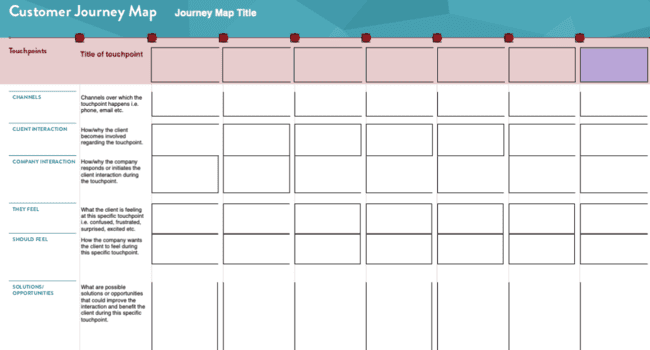 Customer Journey Map Journey Map Title
Touchpoints
Title of touchpoint
CHANNELS
Channels over which the
touchpoint happens i.e.
phone, email etc.
CLIENT INTERACTION
How/why the client
becomes involved
regarding the touchpoint.
COMPANY INTERACTION
How/why the company
responds or initiates the
client interaction during
the touchpoint.
THEY FEEL
What the client is feeling
at this specific touchpoint
i.e. confused, frustrated,
surprised, excited etc.
SHOULD FEEL
How the company wants
the client to feel during
this specific touchpoint.
SOLUTIONS/
OPPORTUNITIES
What are possible
solutions or opportunities
that could improve the
interaction and benefit the
client during this specific
touchpoint.